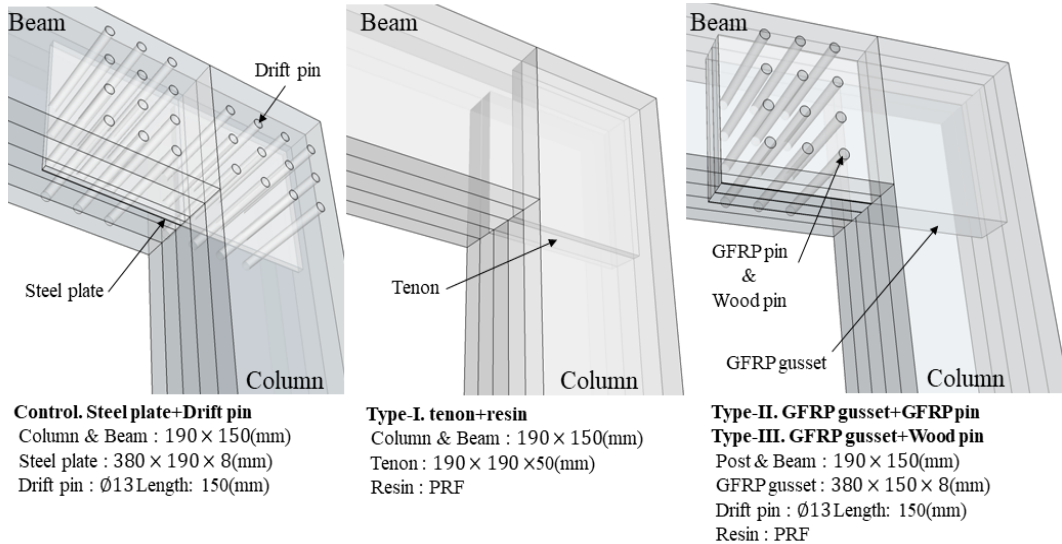 Beam
Drift pin
Steel plate
Column
Control. Steel plate+Drift pin
Column & Beam : 190 × 150(mm)
Steel plate : 380 × 190 × 8(mm)
Drift pin : Ø13 Length: 150(mm)
Beam
Tenon
Column
Type-I. tenon+resin
Column & Beam : 190 × 150(mm)
Tenon : 190 × 190 ×50(mm)
Resin : PRF
Beam
GFRP pin
&
Wood pin
GFRP gusset
Column
Type-II. GFRP gusset+GFRP pin
Type-III. GFRP gusset+Wood pin
Post & Beam : 190 × 150(mm)
GFRP gusset : 380 × 150 × 8(mm)
Drift pin : Ø13 Length: 150(mm)
Resin : PRF